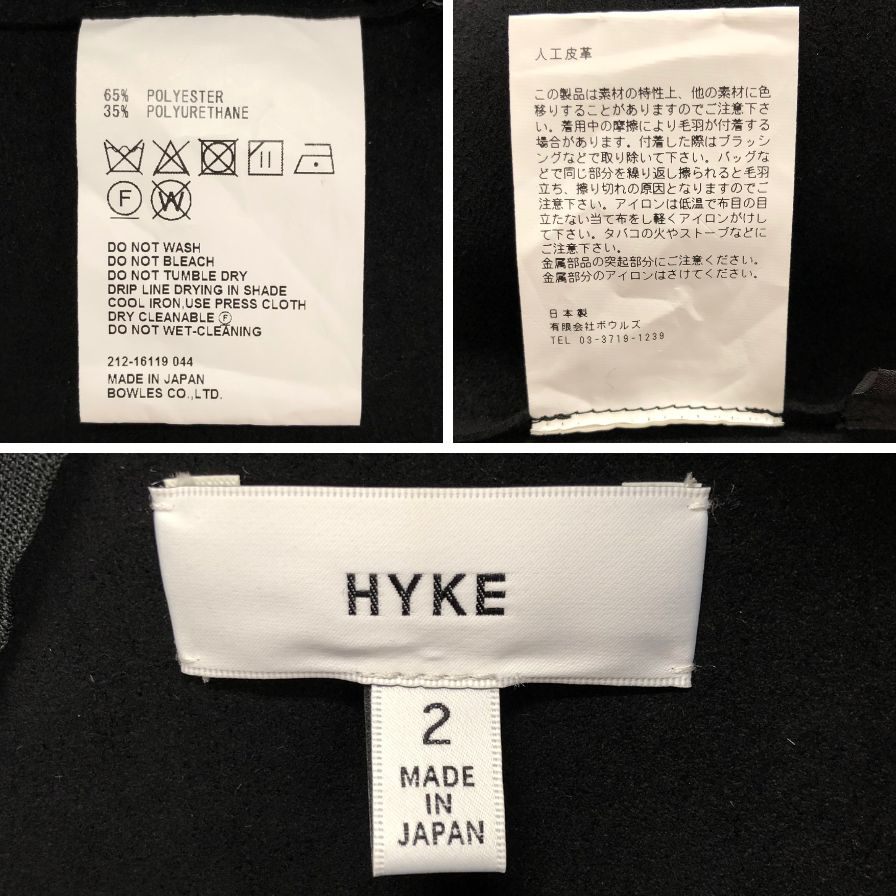 65% POLYESTER
35% POLYURETHANE
F W
DO NOT WASH
DO NOT BLEACH
DO NOT TUMBLE DRY
DRIP LINE DRYING IN SHADE
COOL IRON,USE PRESS CLOTH
DRY CLEANABLE Ⓕ
DO NOT WET-CLEANING
212-16119 044
MADE IN JAPAN
BOWLES CO.,LTD.
人工皮革
この製品は素材の特性上、他の素材に色
移りすることがありますのでご注意下さ
い。着用中の摩擦により毛羽が付着する
場合があります。付着した際はブラッシ
ングなどで取り除いて下さい。バッグな
どで同じ部分を繰り返し擦られると毛羽
立ち、擦り切れの原因となりますのでご
注意下さい。アイロンは低温で布目の目
立たない当て布をし軽くアイロンがけし
て下さい。タバコの火やストーブなどに
ご注意下さい。
金属部品の突起部分にご注意ください。
金属部分のアイロンはさけてください。
日本製
有限会社ボウルズ
TEL 03-3719-1239
HYKE
2
MADE
IN
JAPAN